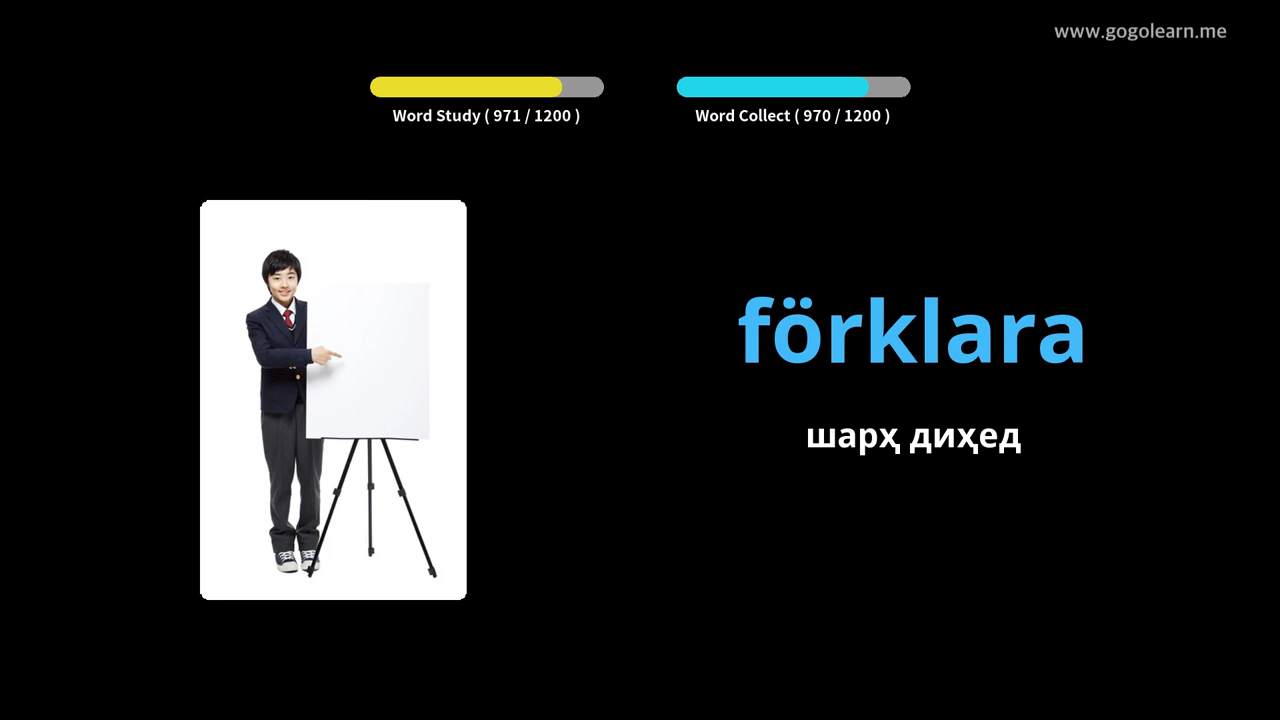 www.gogolearn.me
Word Study ( 971 / 1200 )
Word Collect ( 970 / 1200 )
förklara
шарҳ диҳед